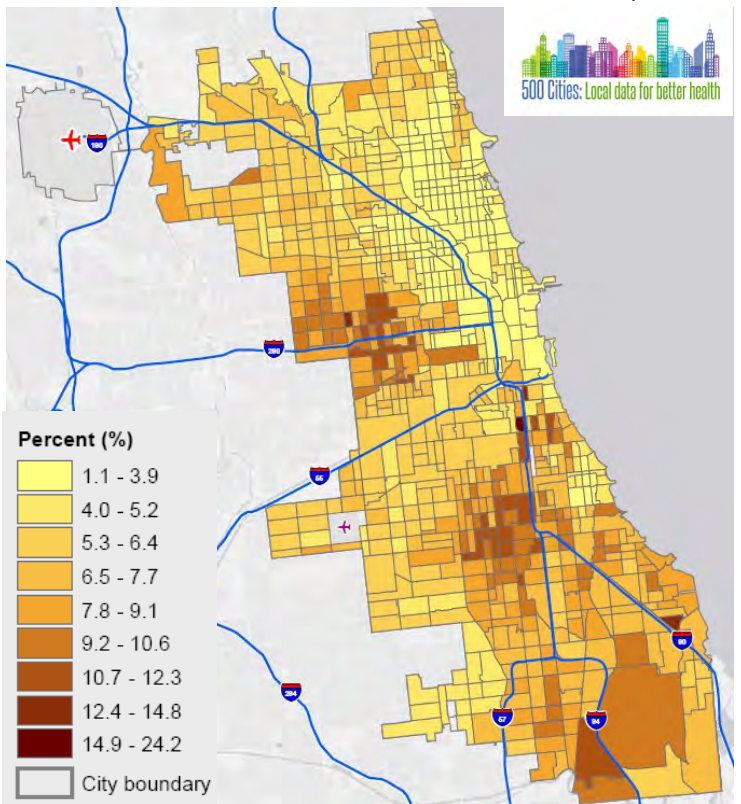 500 Cities: Local data for better health
190
290
55
294
90
57
94
Percent (%)
1.1 - 3.9
4.0 - 5.2
5.3 - 6.4
6.5 - 7.7
7.8 - 9.1
9.2 - 10.6
10.7 - 12.3
12.4 - 14.8
14.9 - 24.2
City boundary